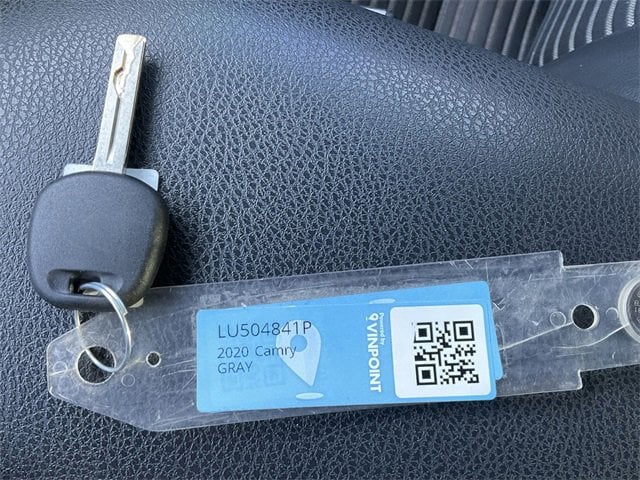 LU504841P
2020 Camry
GRAY
Powered by
VINPOINT